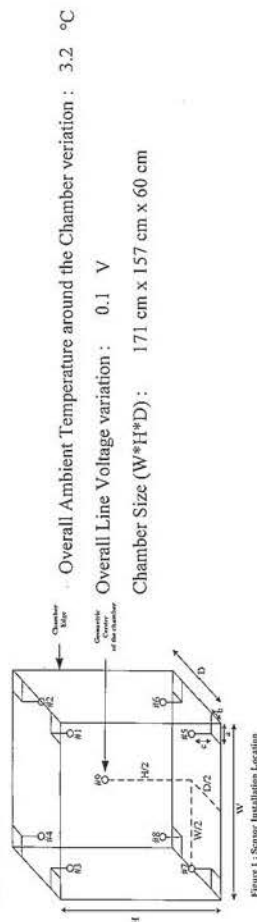 Overall Ambient Temperature around the Chamber veriation : 3.2 °C
Overall Line Voltage variation : 0.1 V
Chamber Size (W*H*D) : 171 cm x 157 cm x 60 cm
Chamber
Edge
Geometric
Center
of the chamber
#4
#2
#3
#1
#9
H
H/2
W/2
D/2
#8
#6
#7
#5
a
b
c
D
W
Figure 1 : Sensor Installation Location